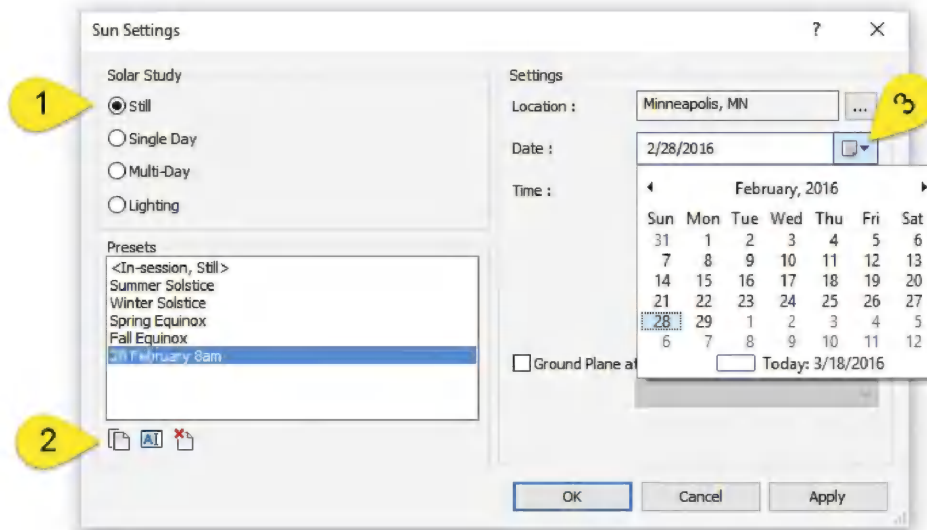 Sun Settings
? X
Solar Study
1
Still
Single Day
Multi-Day
Lighting
Presets
<In-session, Still>
Summer Solstice
Winter Solstice
Spring Equinox
Fall Equinox
28 February 8am
2
AI
Settings
Location : Minneapolis, MN ...
3
Date : 2/28/2016
Time :
February, 2016
Sun Mon Tue Wed Thu Fri Sat
31 1 2 3 4 5 6
7 8 9 10 11 12 13
14 15 16 17 18 19 20
21 22 23 24 25 26 27
28 29 1 2 3 4 5
6 7 8 9 10 11 12
Today: 3/18/2016
Ground Plane at
OK Cancel Apply